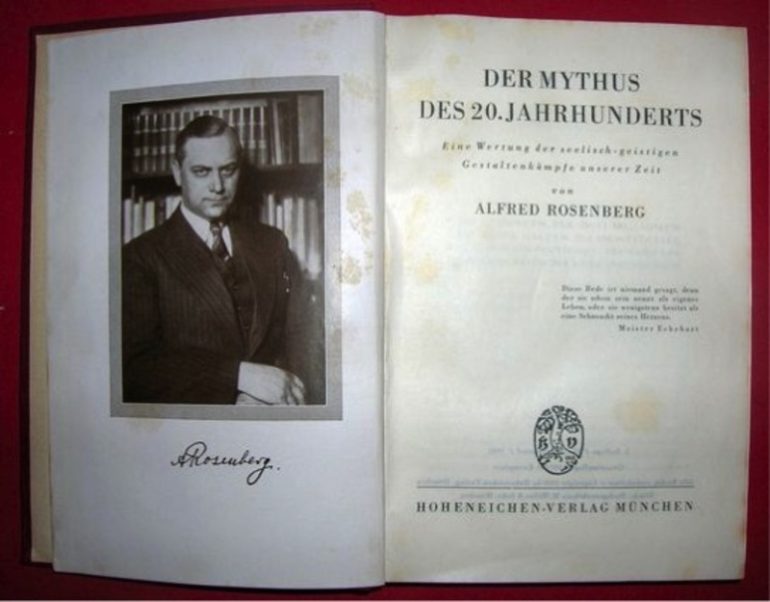 A Rosenberg.
DER MYTHUS
DES 20. JAHRHUNDERTS
Eine Wertung der seelisch-geistigen
Gestaltenkämpfe unserer Zeit
von
ALFRED ROSENBERG
Diese Rede ist niemand gesagt, denn
der sie schon sein nennt als eigenes
Leben, oder sie wenigstens besitzt als
eine Sehnsucht seines Herzens.
Meister Eckehart
H V
HOHENEICHEN-VERLAG MÜNCHEN